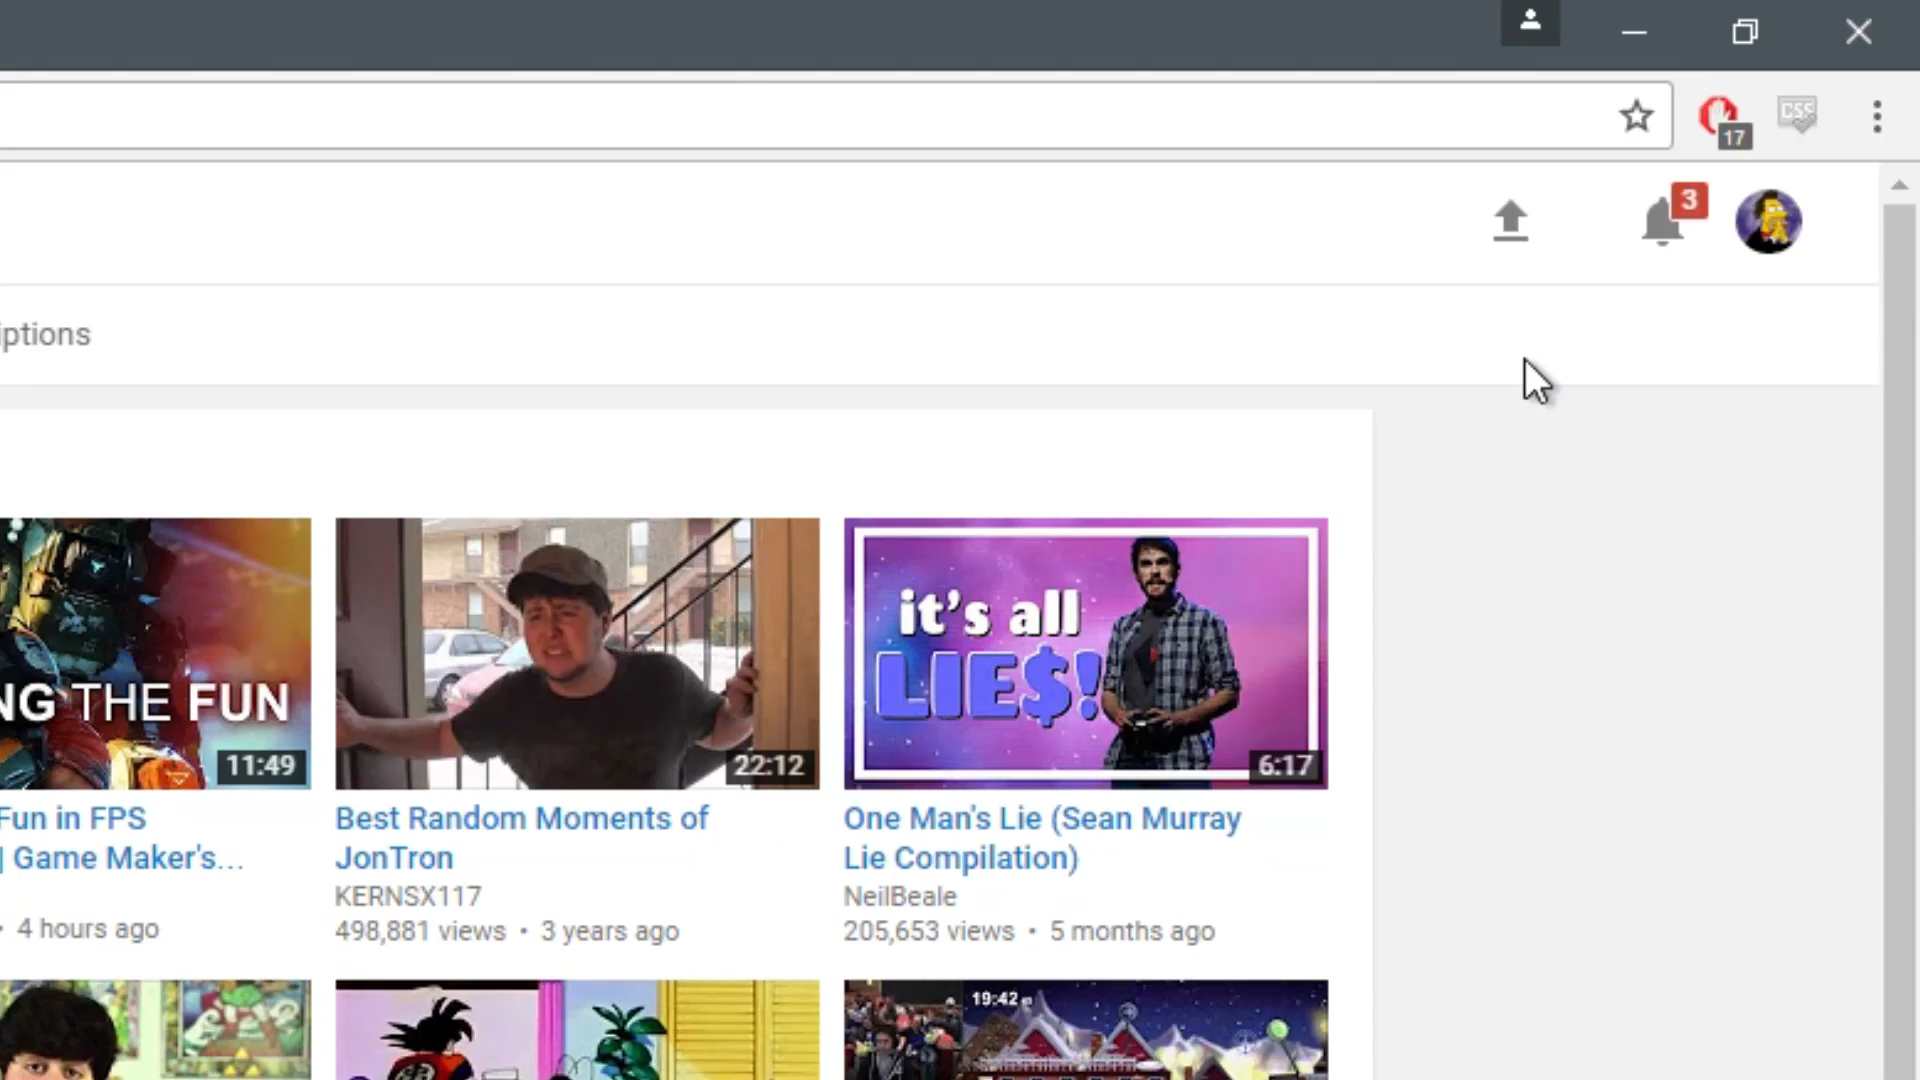 17
CSS
3
iptions
NG THE FUN
11:49
22:12
it's all
LIE$!
6:17
Fun in FPS
| Game Maker's...
4 hours ago
Best Random Moments of
JonTron
KERNSX117
498,881 views • 3 years ago
One Man's Lie (Sean Murray
Lie Compilation)
NeilBeale
205,653 views • 5 months ago
19:42